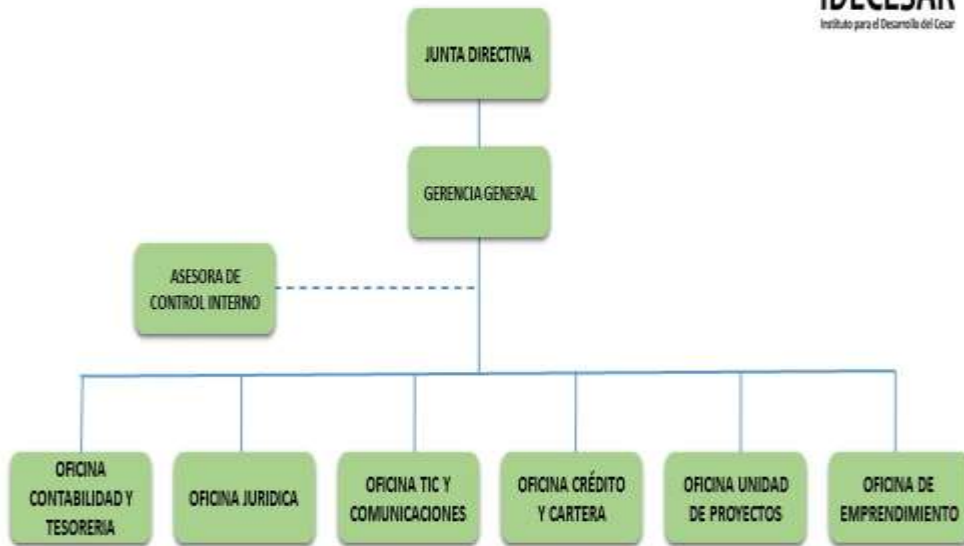 IDECESAR
Instituto para el Desarrollo del Cesar
JUNTA DIRECTIVA
GERENCIA GENERAL
ASESORA DE
CONTROL INTERNO
OFICINA
CONTABILIDAD Y
TESORERIA
OFICINA JURIDICA
OFICINA TIC Y
COMUNICACIONES
OFICINA CRÉDITO
Y CARTERA
OFICINA UNIDAD
DE PROYECTOS
OFICINA DE
EMPRENDIMIENTO